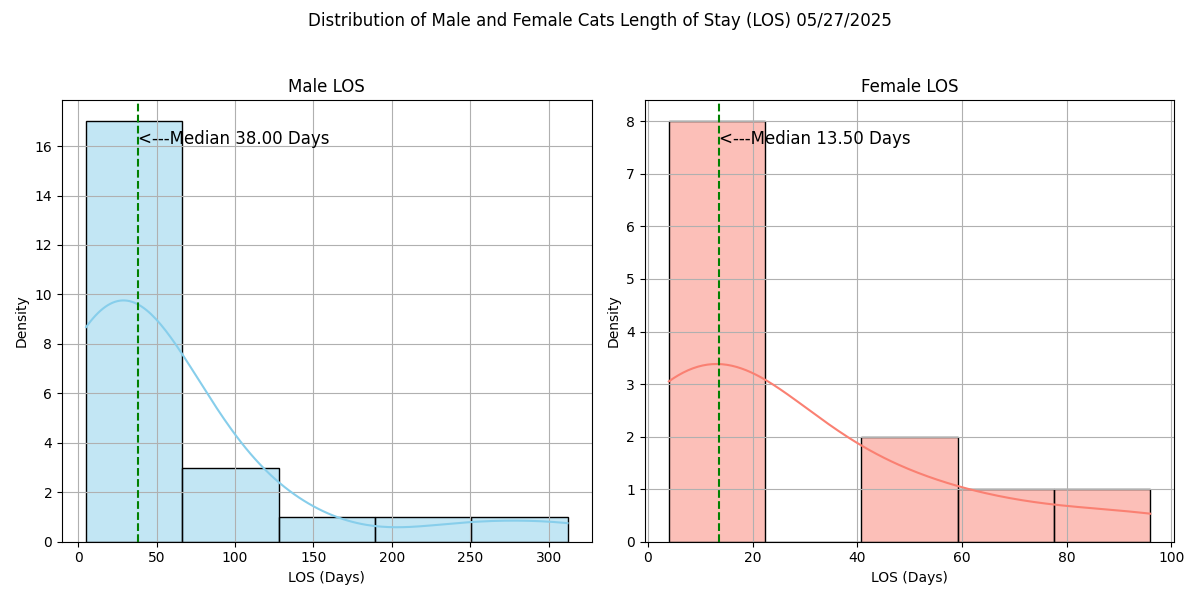 Distribution of Male and Female Cats Length of Stay (LOS) 05/27/2025
Male LOS
Density
16
14
12
10
8
6
4
2
0
<---Median 38.00 Days
0 50 100 150 200 250 300
LOS (Days)
Female LOS
Density
8
7
6
5
4
3
2
1
0
<---Median 13.50 Days
0 20 40 60 80 100
LOS (Days)